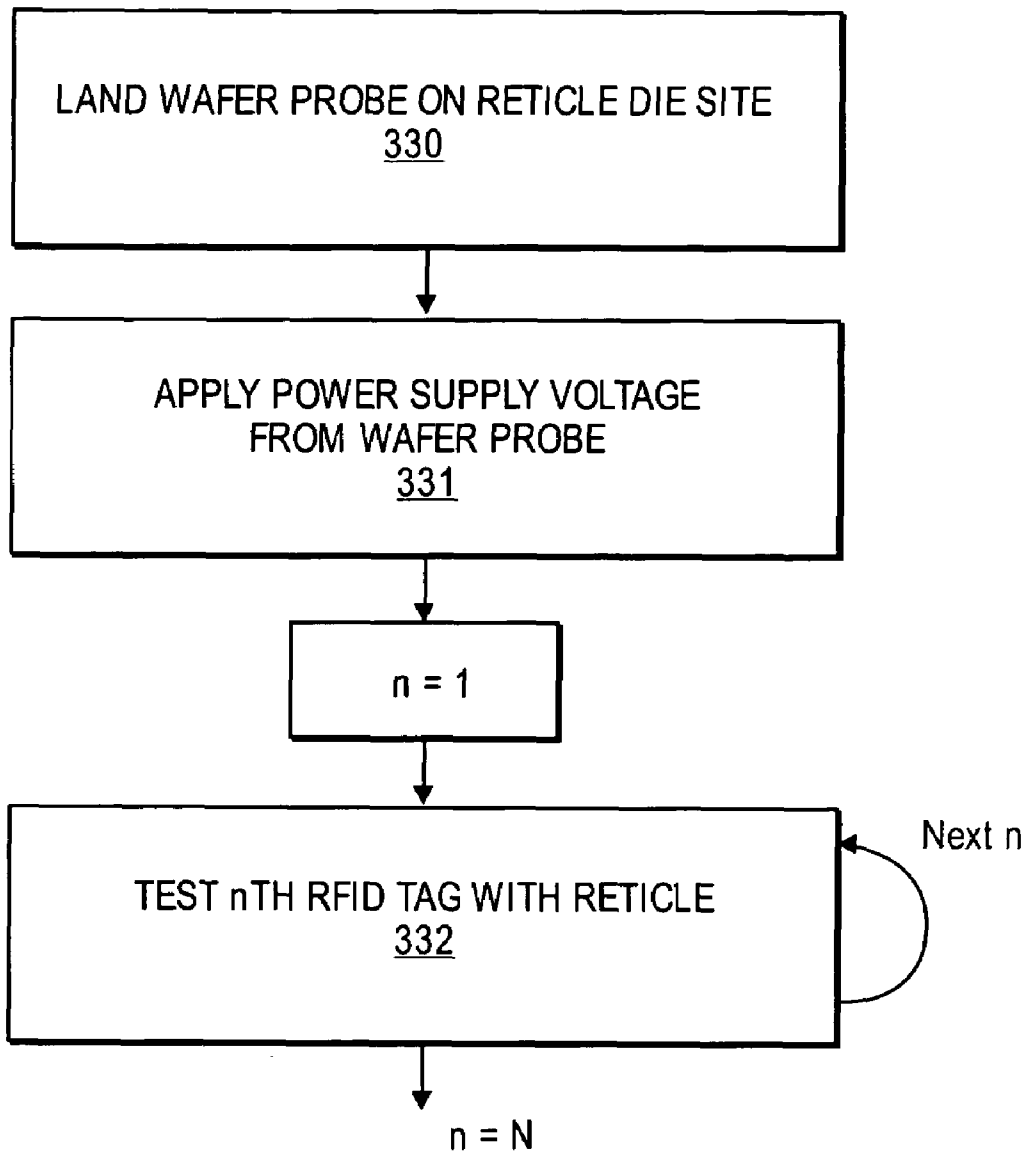 LAND WAFER PROBE ON RETICLE DIE SITE
330
APPLY POWER SUPPLY VOLTAGE
FROM WAFER PROBE
331
n = 1
Next n
TEST nTH RFID TAG WITH RETICLE
332
n = N